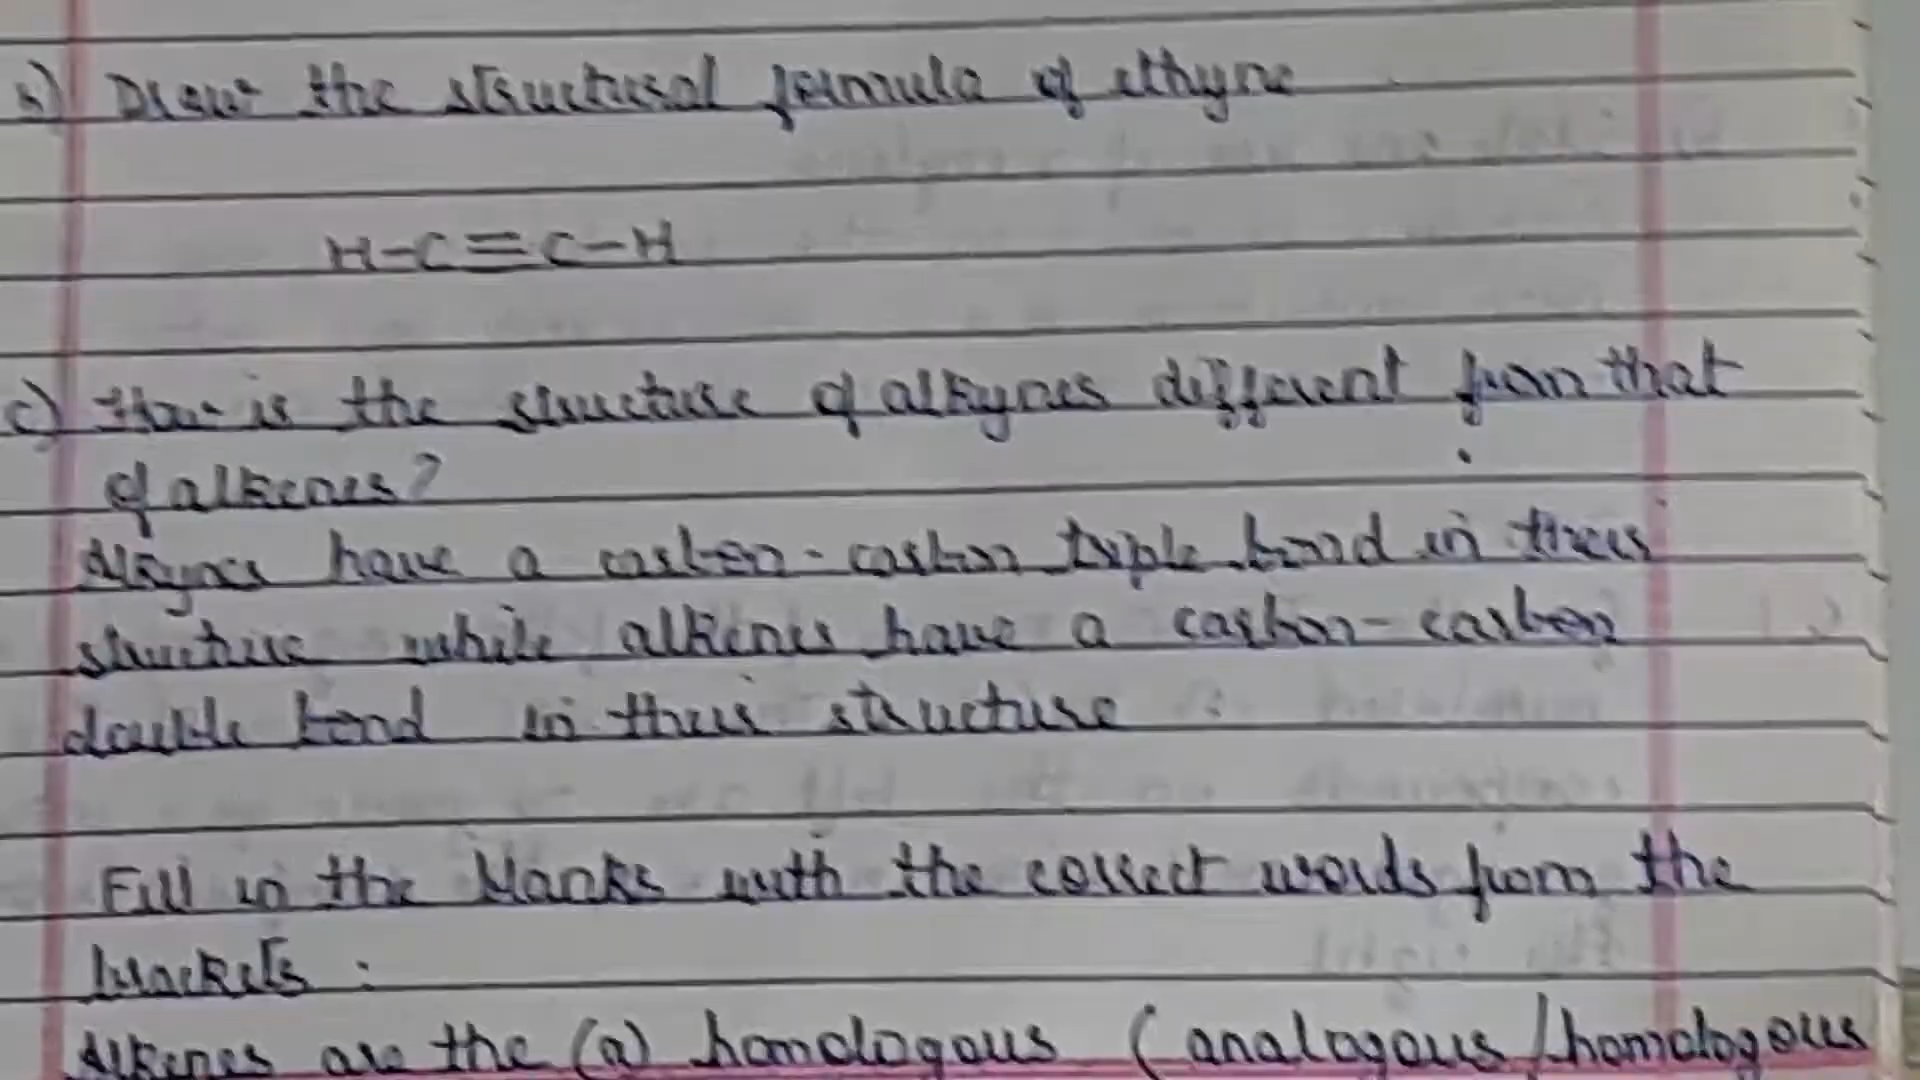 b) Draw the structural formula of ethyne
H-C≡C-H
c) How is the structure of alkynes different from that
of alkenes?
Alkynes have a carbon-carbon triple bond in their
structure while alkenes have a carbon-carbon
double bond in their structure
Fill in the blanks with the correct words from the
brackets :
Alkenes are the (a) homologous (analogous/homologous